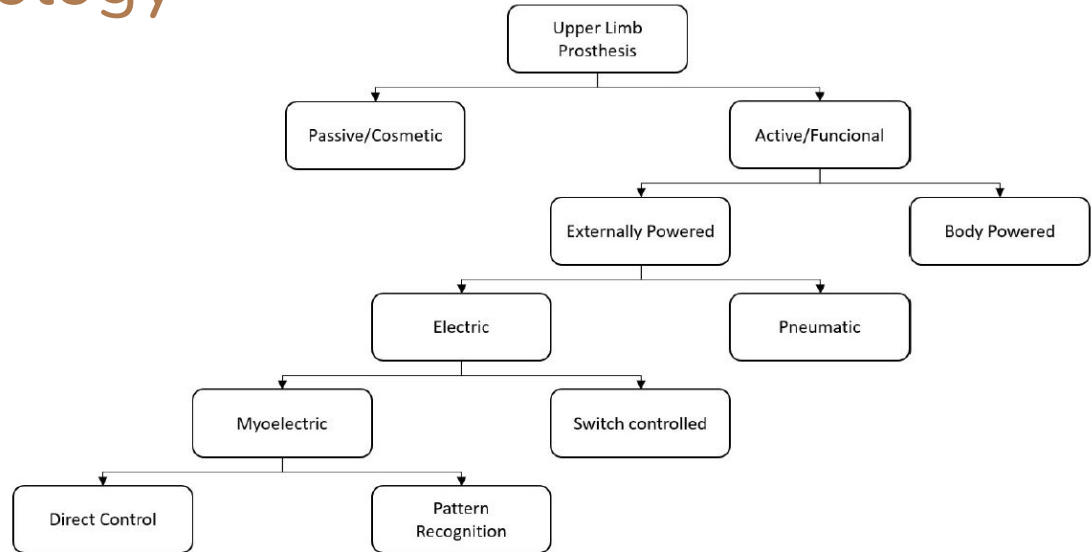 ology
Upper Limb
Prosthesis
Passive/Cosmetic
Active/Funcional
Externally Powered
Body Powered
Electric
Pneumatic
Myoelectric
Switch controlled
Direct Control
Pattern
Recognition